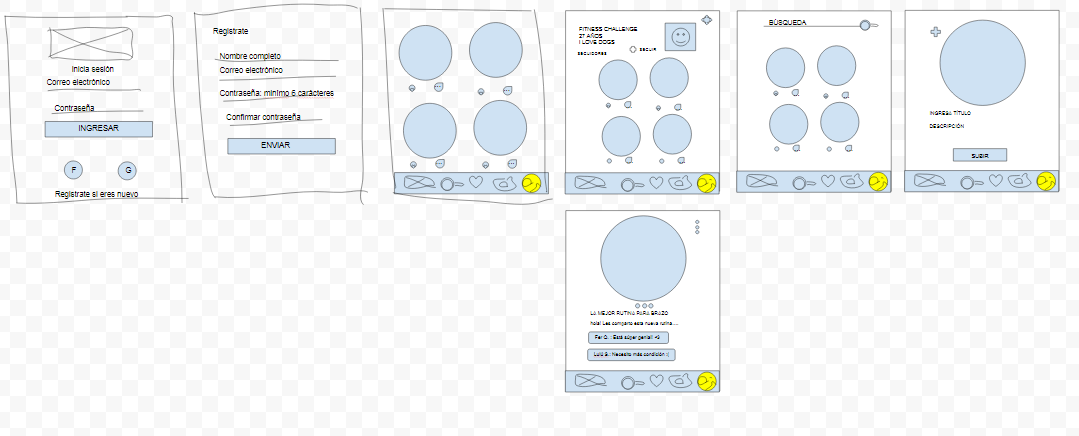 Inicia sesión
Correo electrónico
Contraseña
INGRESAR
F
G
Registrate si eres nuevo
Registrate
Nombre completo
Correo electrónico
Contraseña: mínimo 6 carácteres
Confirmar contraseña
ENVIAR
FITNESS CHALLENGE
27 AÑOS
I LOVE DOGS
SEGUIDORES
SEGUIR
BÚSQUEDA
INGRESA TITULO
DESCRIPCIÓN
SUBIR
LA MEJOR RUTINA PARA BRAZO
hola! Les comparto esta nueva rutina....
Fer O. : Está súper genial! <3
Lulú S.: Necesito más condición :(